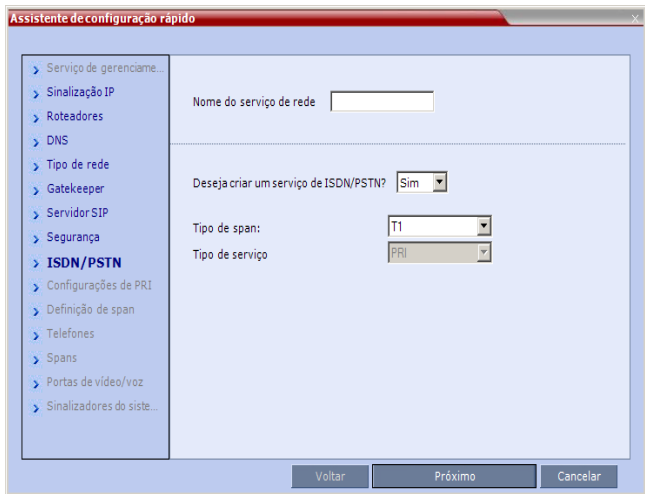 Assistente de configuração rápido
X
Serviço de gerenciame...
Sinalização IP
Roteadores
DNS
Tipo de rede
Gatekeeper
Servidor SIP
Segurança
ISDN/PSTN
Configurações de PRI
Definição de span
Telefones
Spans
Portas de vídeo/voz
Sinalizadores do siste...
Nome do serviço de rede
Deseja criar um serviço de ISDN/PSTN? Sim
Tipo de span: T1
Tipo de serviço PRI
Voltar Próximo Cancelar